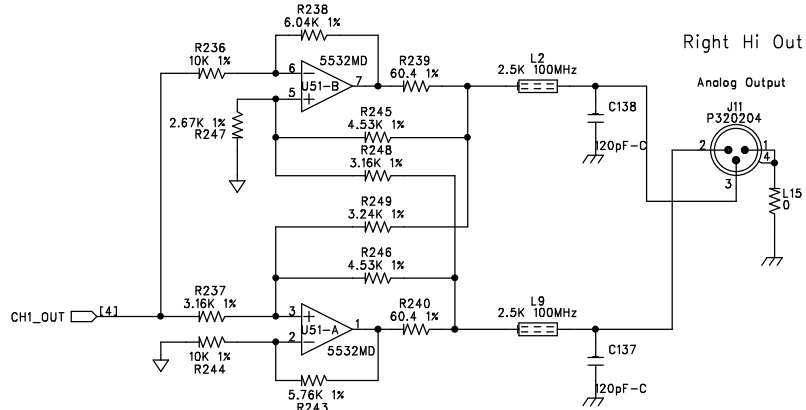 R238
6.04K 1%
R236
10K 1%
6
5
7
5532MD
U51-B
R239
60.4 1%
L2
2.5K 100MHz
Right Hi Out
Analog Output
J11
P320204
2
1
4
3
C138
120pF-C
2.67K 1%
R247
R245
4.53K 1%
R248
3.16K 1%
L15
0
R249
3.24K 1%
R246
4.53K 1%
CH1_OUT
[4]
R237
3.16K 1%
3
2
1
U51-A
5532MD
R240
60.4 1%
L9
2.5K 100MHz
10K 1%
R244
C137
120pF-C
5.76K 1%
R243